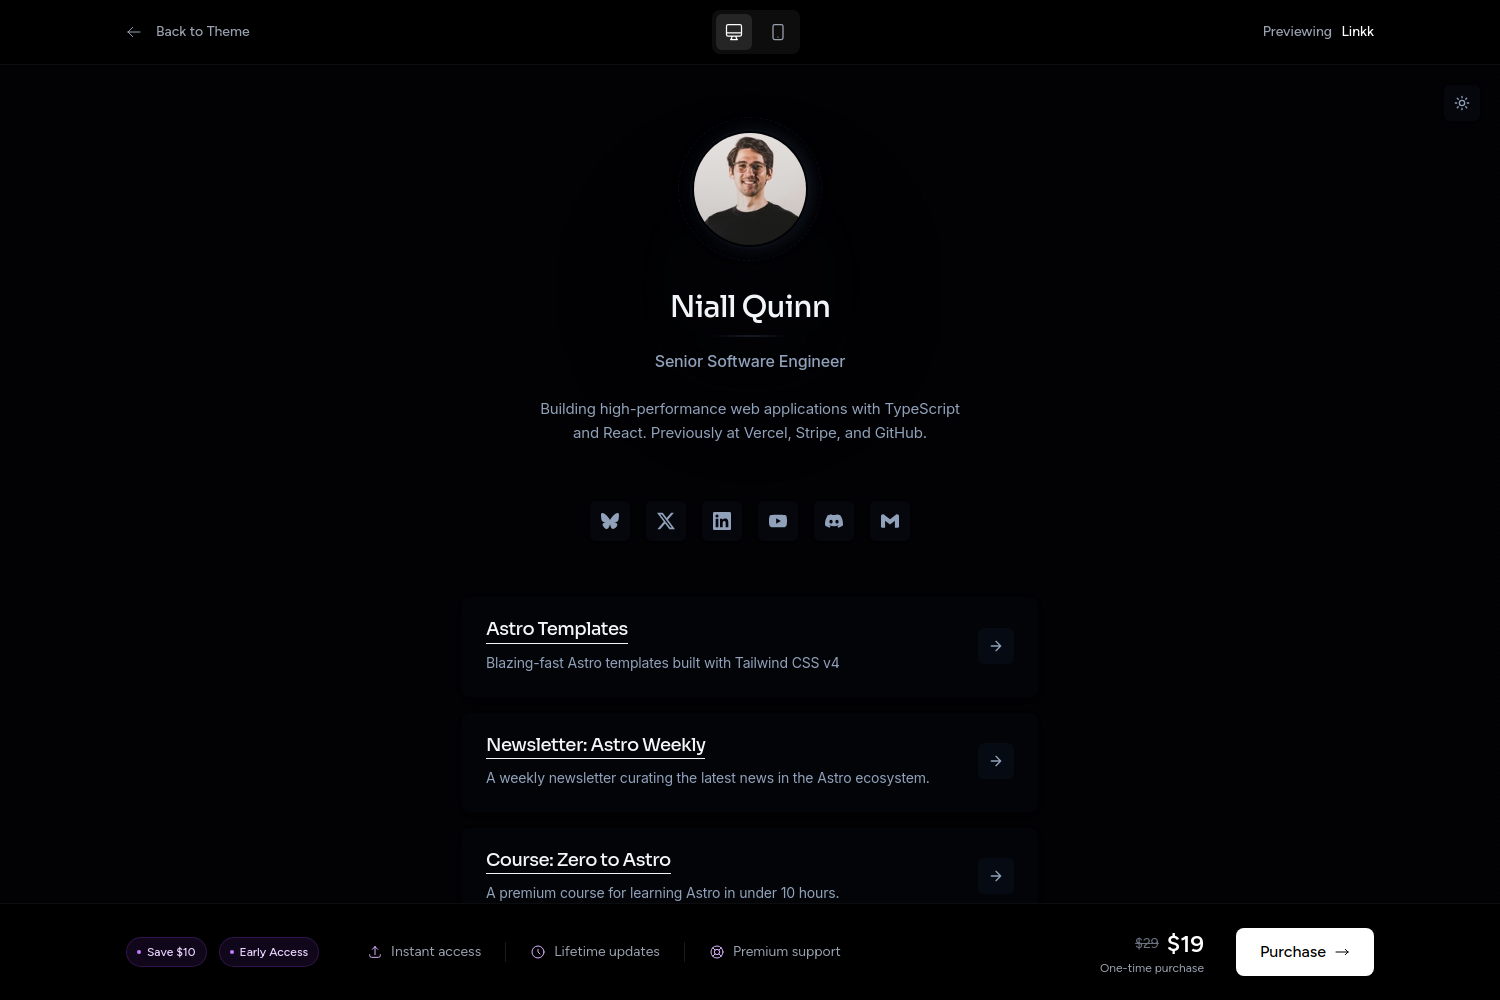 Back to Theme
Previewing Linkk
Niall Quinn
Senior Software Engineer
Building high-performance web applications with TypeScript
and React. Previously at Vercel, Stripe, and GitHub.
Astro Templates
Blazing-fast Astro templates built with Tailwind CSS v4
Newsletter: Astro Weekly
A weekly newsletter curating the latest news in the Astro ecosystem.
Course: Zero to Astro
A premium course for learning Astro in under 10 hours.
Save $10
Early Access
Instant access
Lifetime updates
Premium support
$29 $19
One-time purchase
Purchase